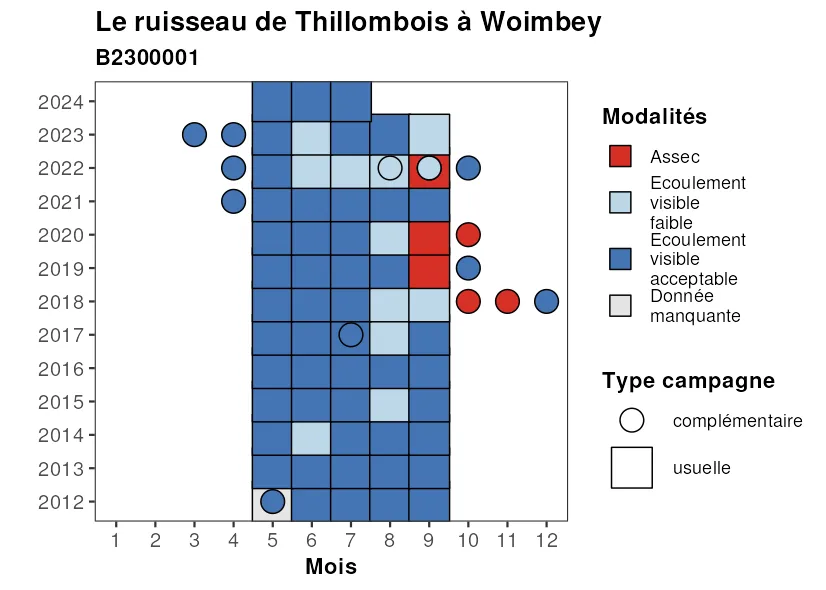 Le ruisseau de Thillombois à Woimbey
B2300001
2024
2023
2022
2021
2020
2019
2018
2017
2016
2015
2014
2013
2012
1 2 3 4 5 6 7 8 9 10 11 12
Mois
Modalités
Assec
Ecoulement
visible
faible
Ecoulement
visible
acceptable
Donnée
manquante
Type campagne
complémentaire
usuelle